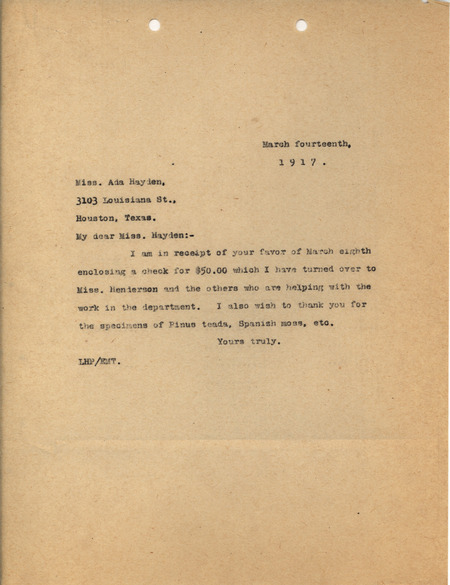 March fourteenth,
1917.
Miss. Ada Hayden,
3103 Louisiana St.,
Houston, Texas.
My dear Miss. Hayden:-
I am in receipt of your favor of March eighth
enclosing a check for $50.00 which I have turned over to
Miss. Henderson and the others who are helping with the
work in the department. I also wish to thank you for
the specimens of Pinus teada, Spanish moss, etc.
Yours truly.
LHP/EMT.